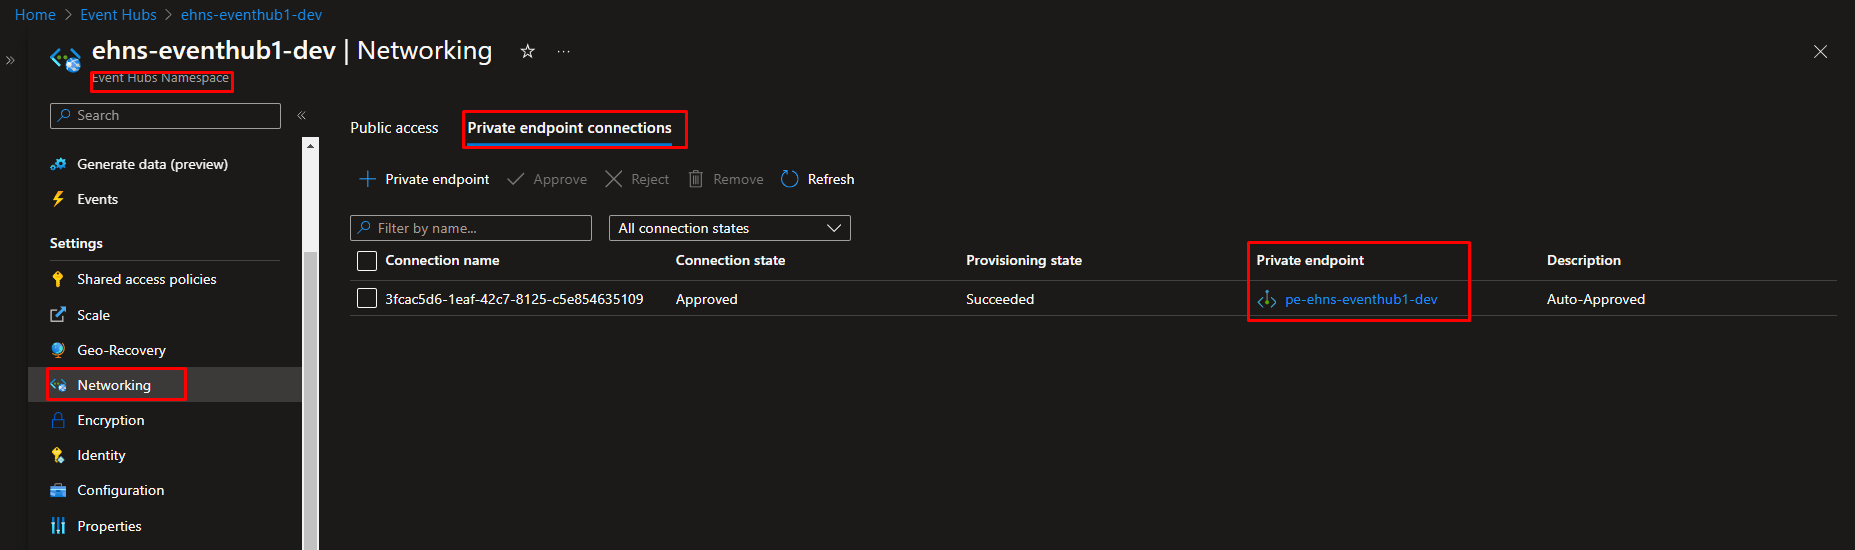 Home > Event Hubs > ehns-eventhub1-dev
ehns-eventhub1-dev | Networking
Event Hubs Namespace
Search
Generate data (preview)
Events
Settings
Shared access policies
Scale
Geo-Recovery
Networking
Encryption
Identity
Configuration
Properties
Public access Private endpoint connections
Private endpoint Approve Reject Remove Refresh
Filter by name... All connection states
Connection name Connection state Provisioning state Private endpoint Description
3fcac5d6-1eaf-42c7-8125-c5e854635109 Approved Succeeded pe-ehns-eventhub1-dev Auto-Approved